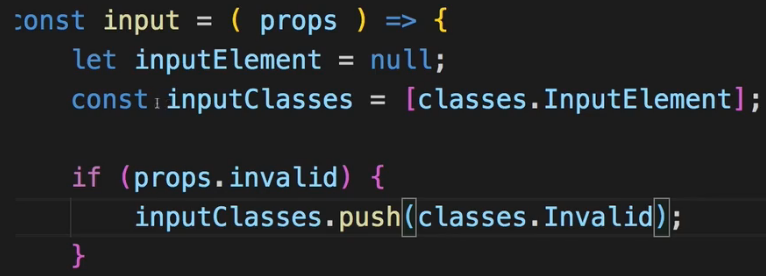 const input = ( props ) => {
    let inputElement = null;
    const inputClasses = [classes.InputElement];

    if (props.invalid) {
        inputClasses.push(classes.Invalid);
    }